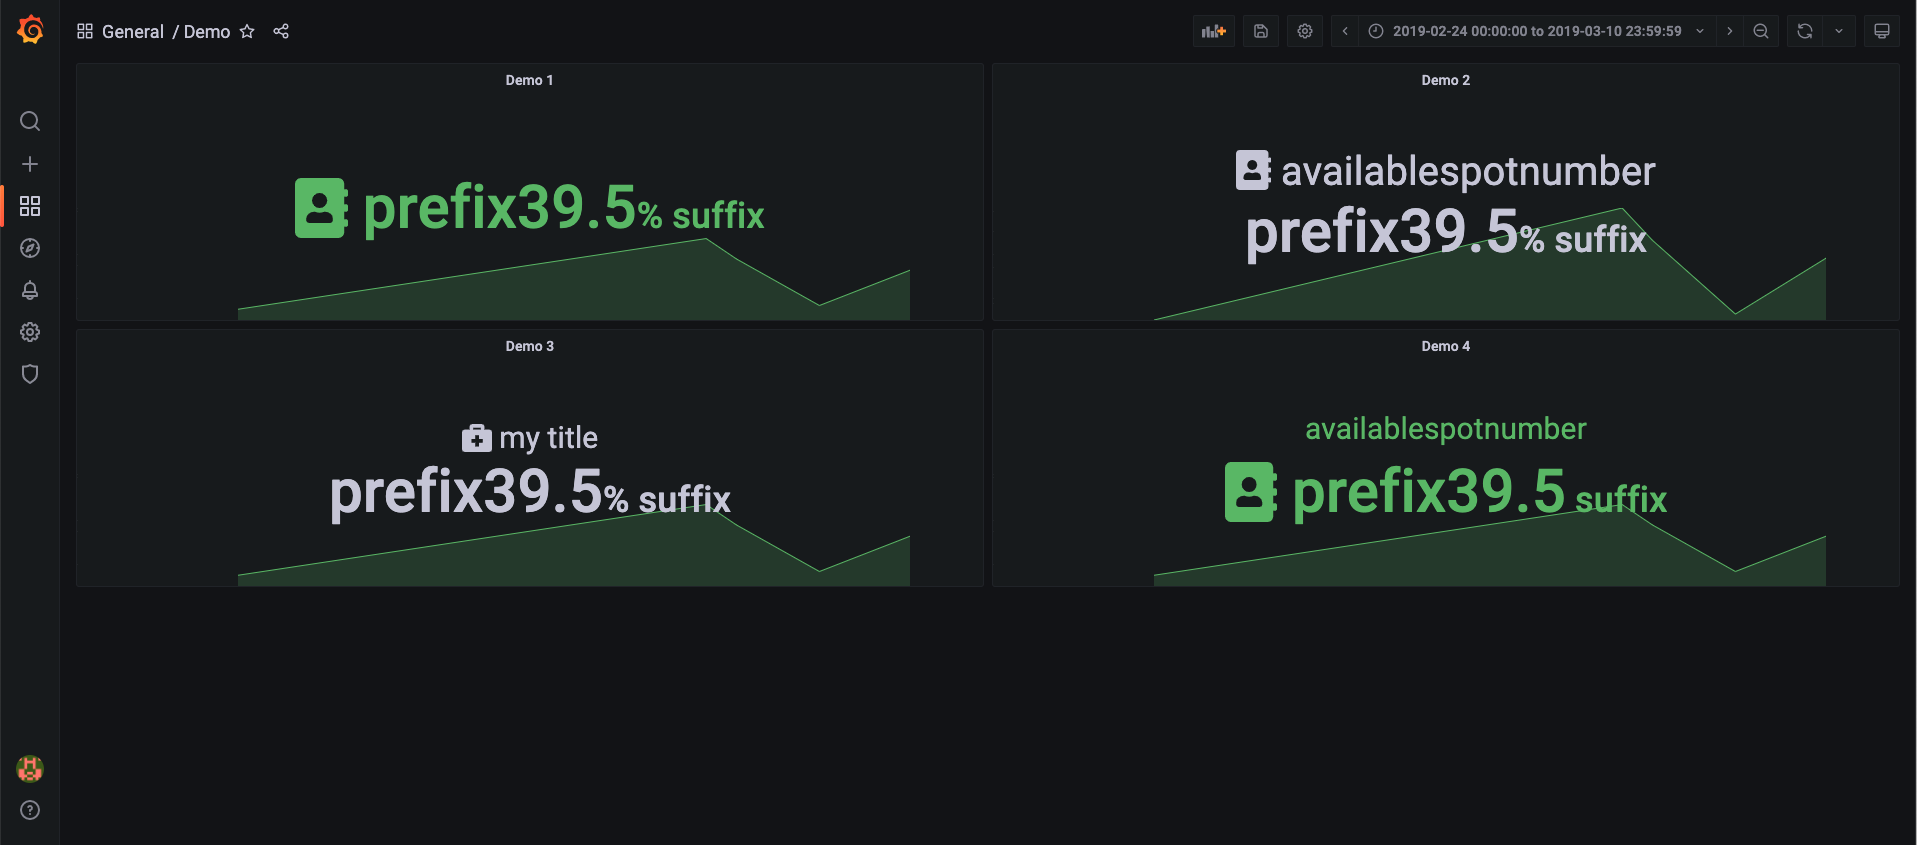 General / Demo
2019-02-24 00:00:00 to 2019-03-10 23:59:59
Demo 1
prefix39.5% suffix
Demo 2
availablespotnumber
prefix39.5% suffix
Demo 3
my title
prefix39.5% suffix
Demo 4
availablespotnumber
prefix39.5 suffix